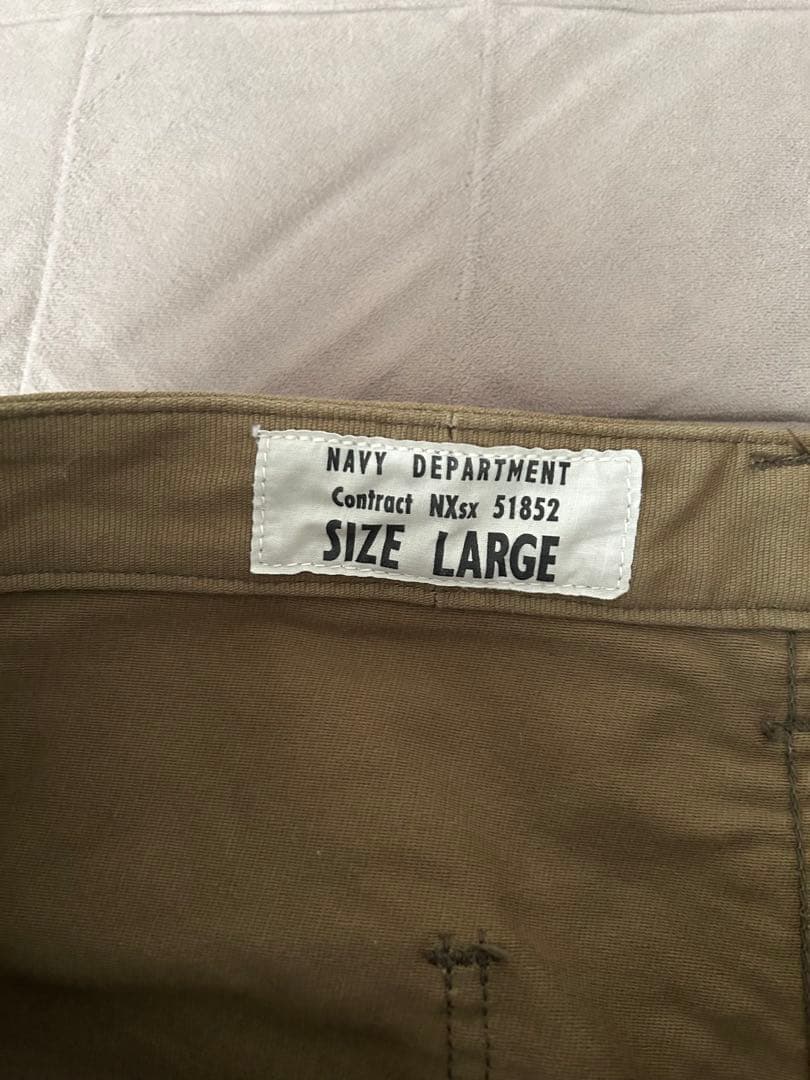 NAVY DEPARTMENT
Contract NXsx 51852
SIZE LARGE